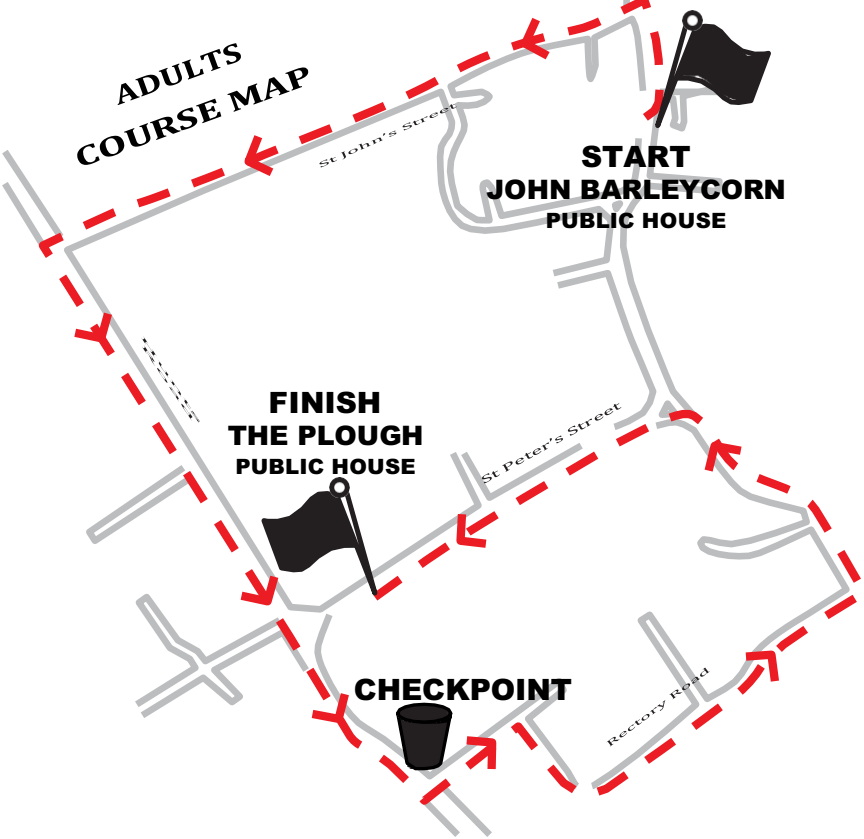 ADULTS
COURSE MAP
St John's Street
START
JOHN BARLEYCORN
PUBLIC HOUSE
FINISH
THE PLOUGH
PUBLIC HOUSE
St Peter's Street
CHECKPOINT
Rectory Road